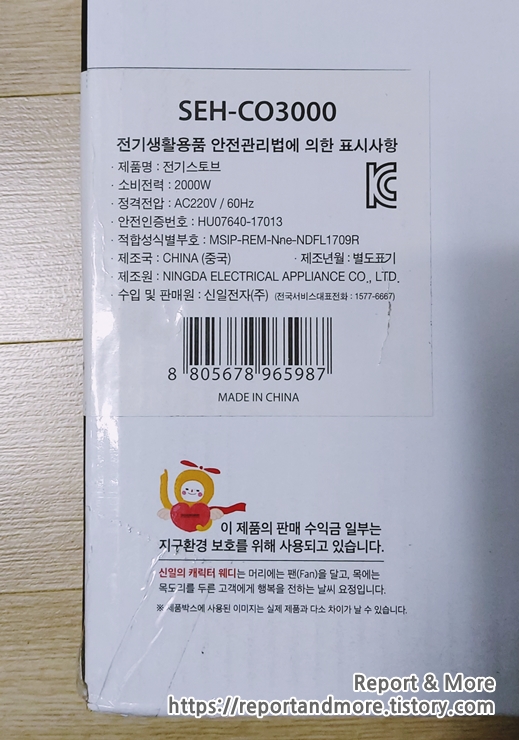 SEH-CO3000
전기생활용품 안전관리법에 의한 표시사항
· 제품명 : 전기스토브
· 소비전력 : 2000W
· 정격전압 : AC220V / 60Hz
· 안전인증번호 : HU07640-17013
· 적합성식별부호 : MSIP-REM-Nne-NDFL1709R
· 제조국 : CHINA (중국) · 제조년월 : 별도표기
· 제조원 : NINGDA ELECTRICAL APPLIANCE CO., LTD.
· 수입 및 판매원 : 신일전자(주) (전국서비스대표전화 : 1577-6667)
8 805678 965987
MADE IN CHINA
이 제품의 판매 수익금 일부는
지구환경 보호를 위해 사용되고 있습니다.
신일의 캐릭터 웨디는 머리에는 팬(Fan)을 달고, 목에는
목도리를 두른 고객에게 행복을 전하는 날씨 요정입니다.
※ 제품박스에 사용된 이미지는 실제 제품과 다소 차이가 날 수 있습니다.
Report & More
https://reportandmore.tistory.com